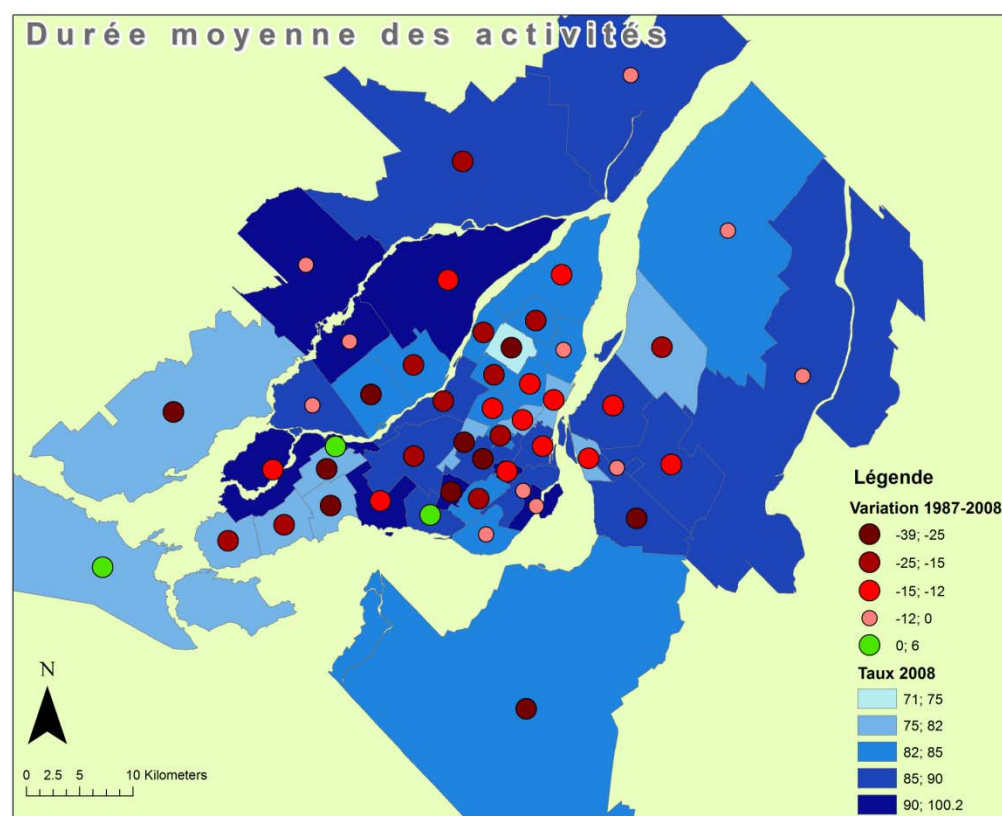 Durée moyenne des activités
Légende
Variation 1987-2008
-39; -25
-25; -15
-15; -12
-12; 0
0; 6
Taux 2008
71; 75
75; 82
82; 85
85; 90
90; 100.2
N
0 2.5 5 10 Kilometers